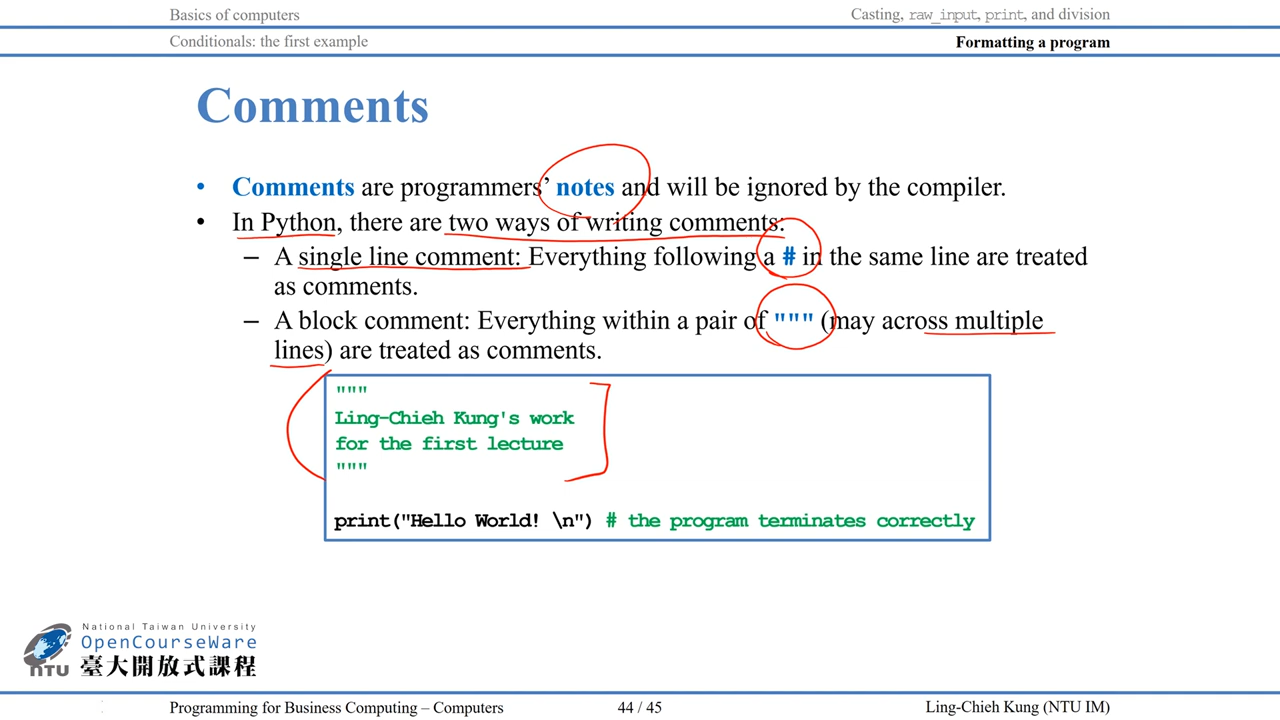 Basics of computers
Casting, raw_input, print, and division
Conditionals: the first example
Formatting a program
Comments
• Comments are programmers’ notes and will be ignored by the compiler.
• In Python, there are two ways of writing comments:
– A single line comment: Everything following a # in the same line are treated
as comments.
– A block comment: Everything within a pair of """ (may across multiple
lines) are treated as comments.
"""
Ling-Chieh Kung's work
for the first lecture
"""
print("Hello World! \n") # the program terminates correctly
National Taiwan University
OpenCourseWare
NTU 臺大開放式課程
Programming for Business Computing – Computers
44 / 45
Ling-Chieh Kung (NTU IM)